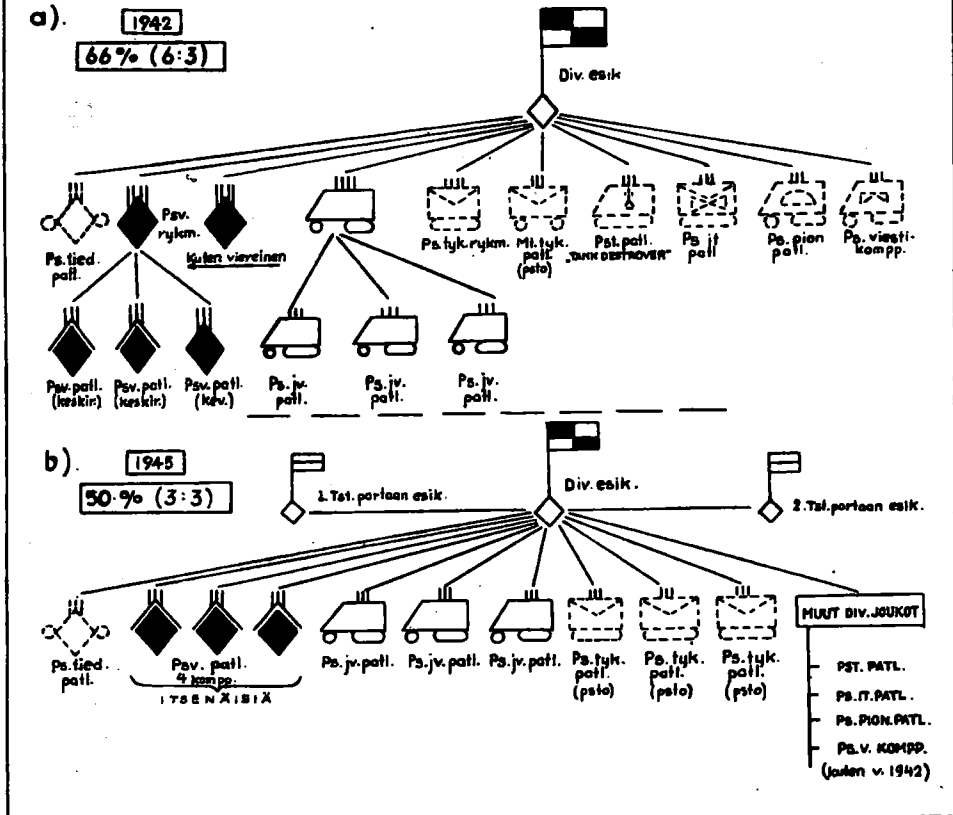 a).
1942
66% (6:3)
Div. esik
Ps. tied.
patl.
Psv.
rykm.
Kuten viereinen
Ps. tyk. rykm.
Mt. tyk.
patl.
(psto)
Pst. patl.
"TANK DESTROYER"
Ps it
patl
Ps. pion
patl.
Ps. viesti-
kompp.
Psv. patl.
(keskir.)
Psv. patl.
(keskir.)
Psv. patl.
(kev.)
Ps. jv.
patl.
Ps. jv.
patl.
Ps. jv.
patl.
b).
1945
50% (3:3)
1. Tst. portaan esik.
Div. esik.
2. Tst. portaan esik.
Ps. tied.
patl.
Psv. patl.
4 kompp.
ITSENÄISIÄ
Ps. jv. patl.
Ps. jv. patl.
Ps. jv. patl.
Ps. tyk.
patl.
(psto)
Ps. tyk.
patl.
(psto)
Ps. tyk.
patl.
(psto)
MUUT DIV. JOUKOT
PST. PATL.
PS. IT. PATL.
PS. PION. PATL.
PS. V. KOMPP.
(kuten v. 1942)